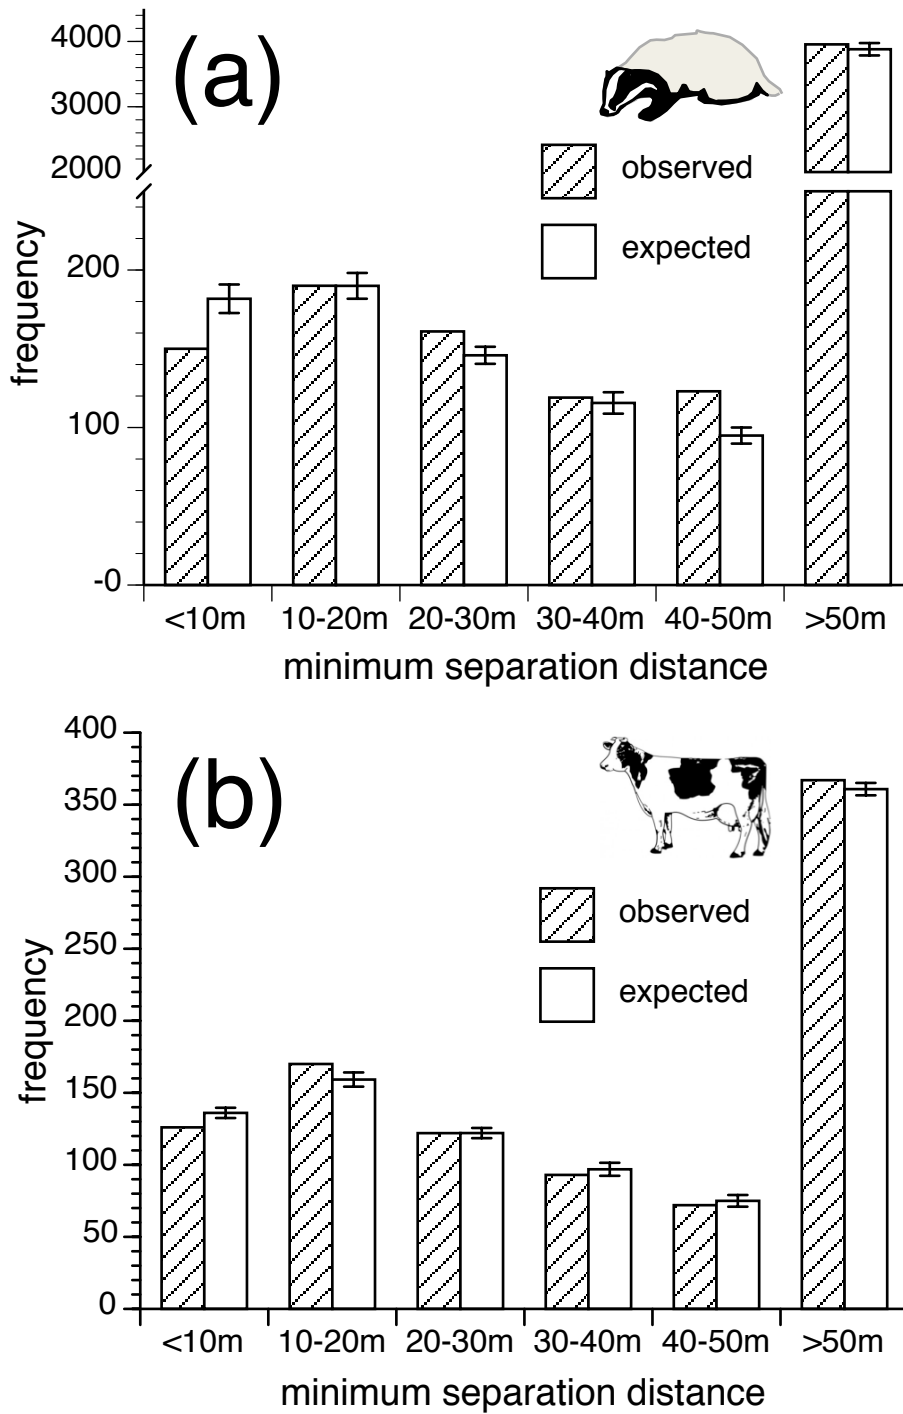 (a)
4000
3000
2000
200
100
-0
frequency
observed
expected
<10m 10-20m 20-30m 30-40m 40-50m >50m
minimum separation distance
(b)
400
350
300
250
200
150
100
50
0
frequency
observed
expected
<10m 10-20m 20-30m 30-40m 40-50m >50m
minimum separation distance